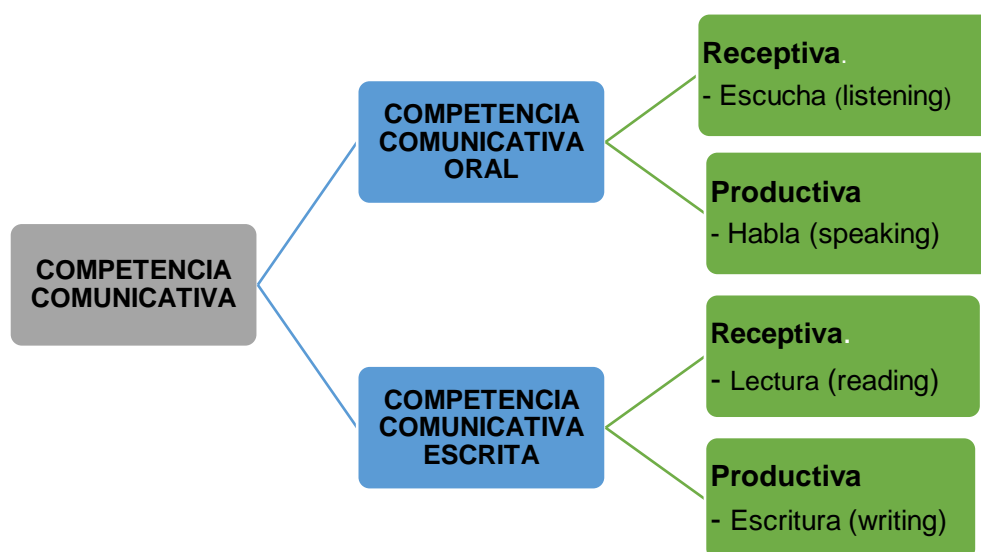 COMPETENCIA
COMUNICATIVA
COMPETENCIA
COMUNICATIVA
ORAL
Receptiva.
- Escucha (listening)
Productiva
- Habla (speaking)
COMPETENCIA
COMUNICATIVA
ESCRITA
Receptiva.
- Lectura (reading)
Productiva
- Escritura (writing)